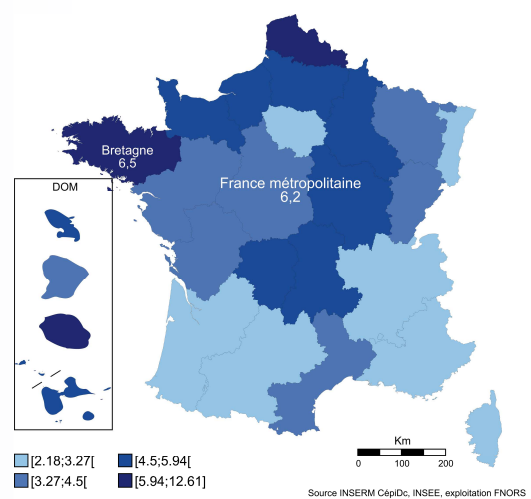 Bretagne
6,5
DOM
France métropolitaine
6,2
Km
0 100 200
[2.18;3.27[ [4.5;5.94[
[3.27;4.5[ [5.94;12.61]
Source INSERM CépiDc, INSEE, exploitation FNORS